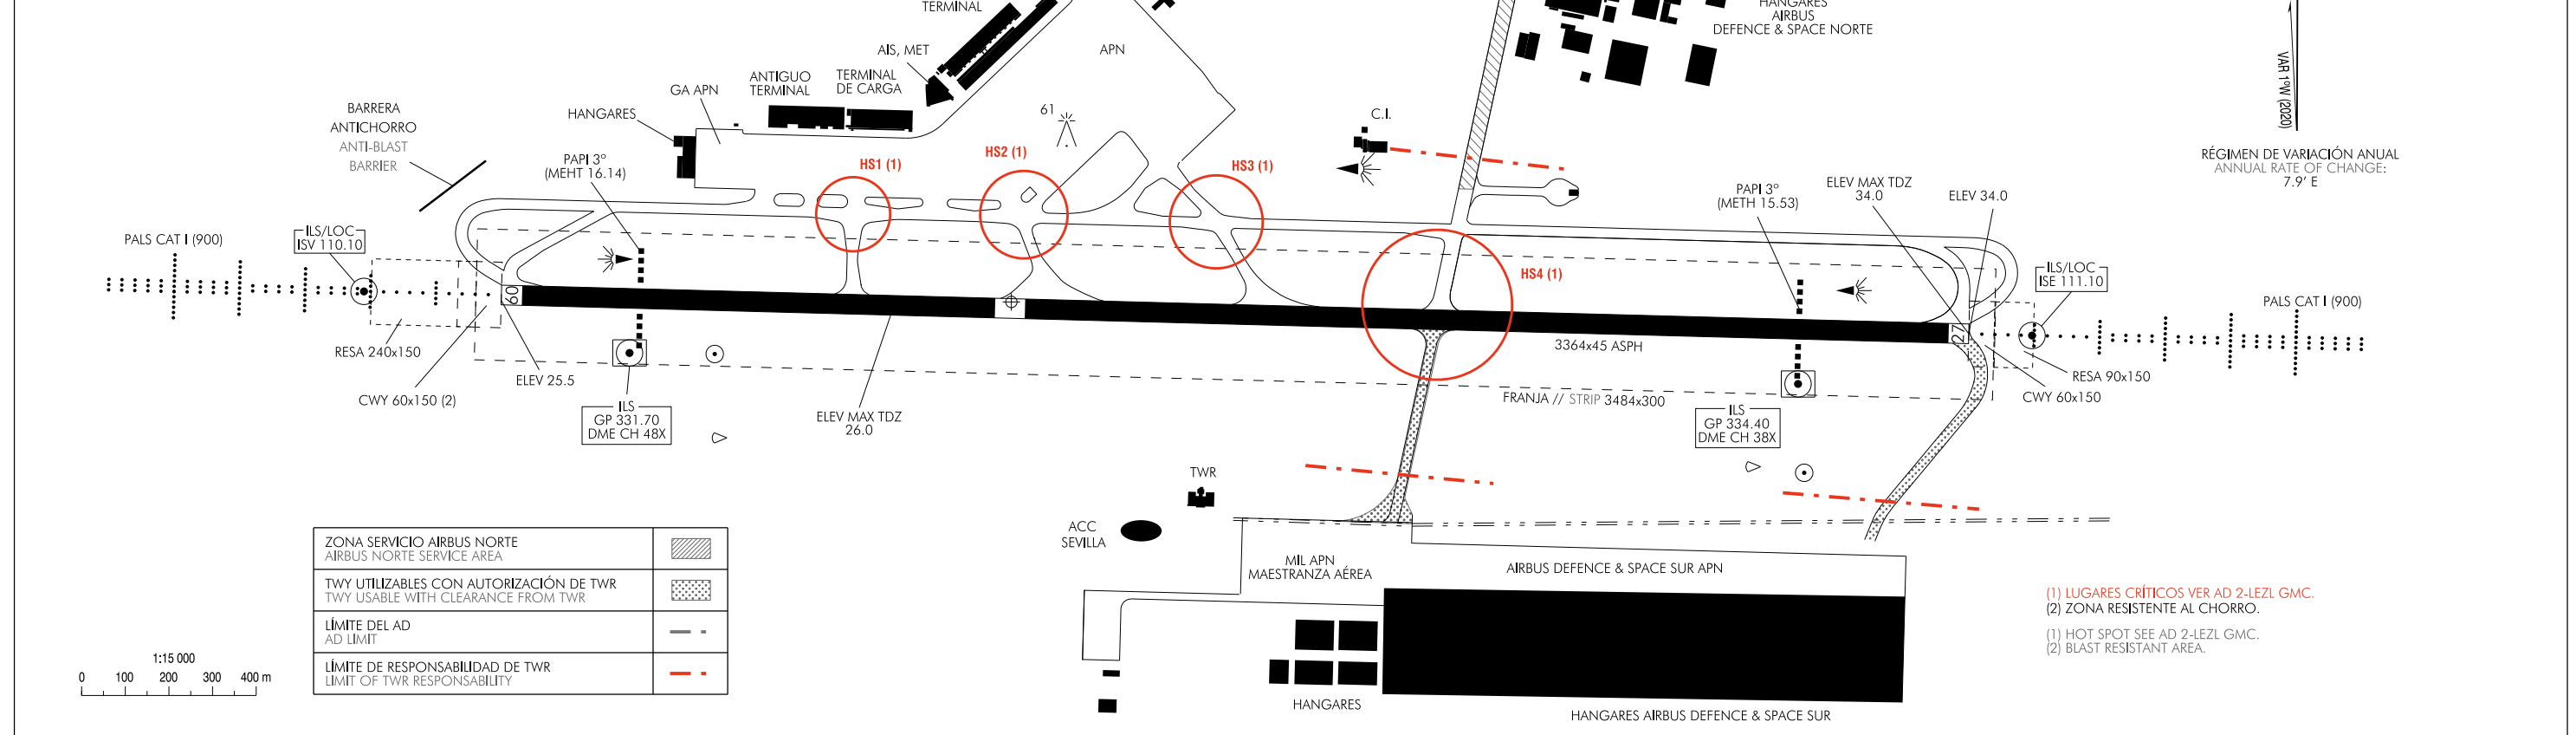 TERMINAL
HANGARES
AIRBUS
DEFENCE & SPACE NORTE
AIS, MET
APN
ANTIGUO
TERMINAL
TERMINAL
DE CARGA
GA APN
HANGARES
BARRERA
ANTICHORRO
ANTI-BLAST
BARRIER
PAPI 3º
(MEHT 16.14)
61
C.I.
VAR 1ºW (2020)
RÉGIMEN DE VARIACIÓN ANUAL
ANNUAL RATE OF CHANGE:
7.9' E
HS1 (1)
HS2 (1)
HS3 (1)
HS4 (1)
PAPI 3º
(METH 15.53)
ELEV MAX TDZ
34.0
ELEV 34.0
PALS CAT I (900)
ILS/LOC
ISV 110.10
ILS/LOC
ISE 111.10
PALS CAT I (900)
09
27
RESA 240x150
CWY 60x150 (2)
ELEV 25.5
ILS
GP 331.70
DME CH 48X
ELEV MAX TDZ
26.0
3364x45 ASPH
FRANJA // STRIP 3484x300
ILS
GP 334.40
DME CH 38X
RESA 90x150
CWY 60x150
TWR
ACC
SEVILLA
MIL APN
MAESTRANZA AÉREA
AIRBUS DEFENCE & SPACE SUR APN
HANGARES
HANGARES AIRBUS DEFENCE & SPACE SUR
ZONA SERVICIO AIRBUS NORTE
AIRBUS NORTE SERVICE AREA
TWY UTILIZABLES CON AUTORIZACIÓN DE TWR
TWY USABLE WITH CLEARANCE FROM TWR
LÍMITE DEL AD
AD LIMIT
LÍMITE DE RESPONSABILIDAD DE TWR
LIMIT OF TWR RESPONSABILITY
1:15 000
0 100 200 300 400 m
(1) LUGARES CRÍTICOS VER AD 2-LEZL GMC.
(2) ZONA RESISTENTE AL CHORRO.
(1) HOT SPOT SEE AD 2-LEZL GMC.
(2) BLAST RESISTANT AREA.